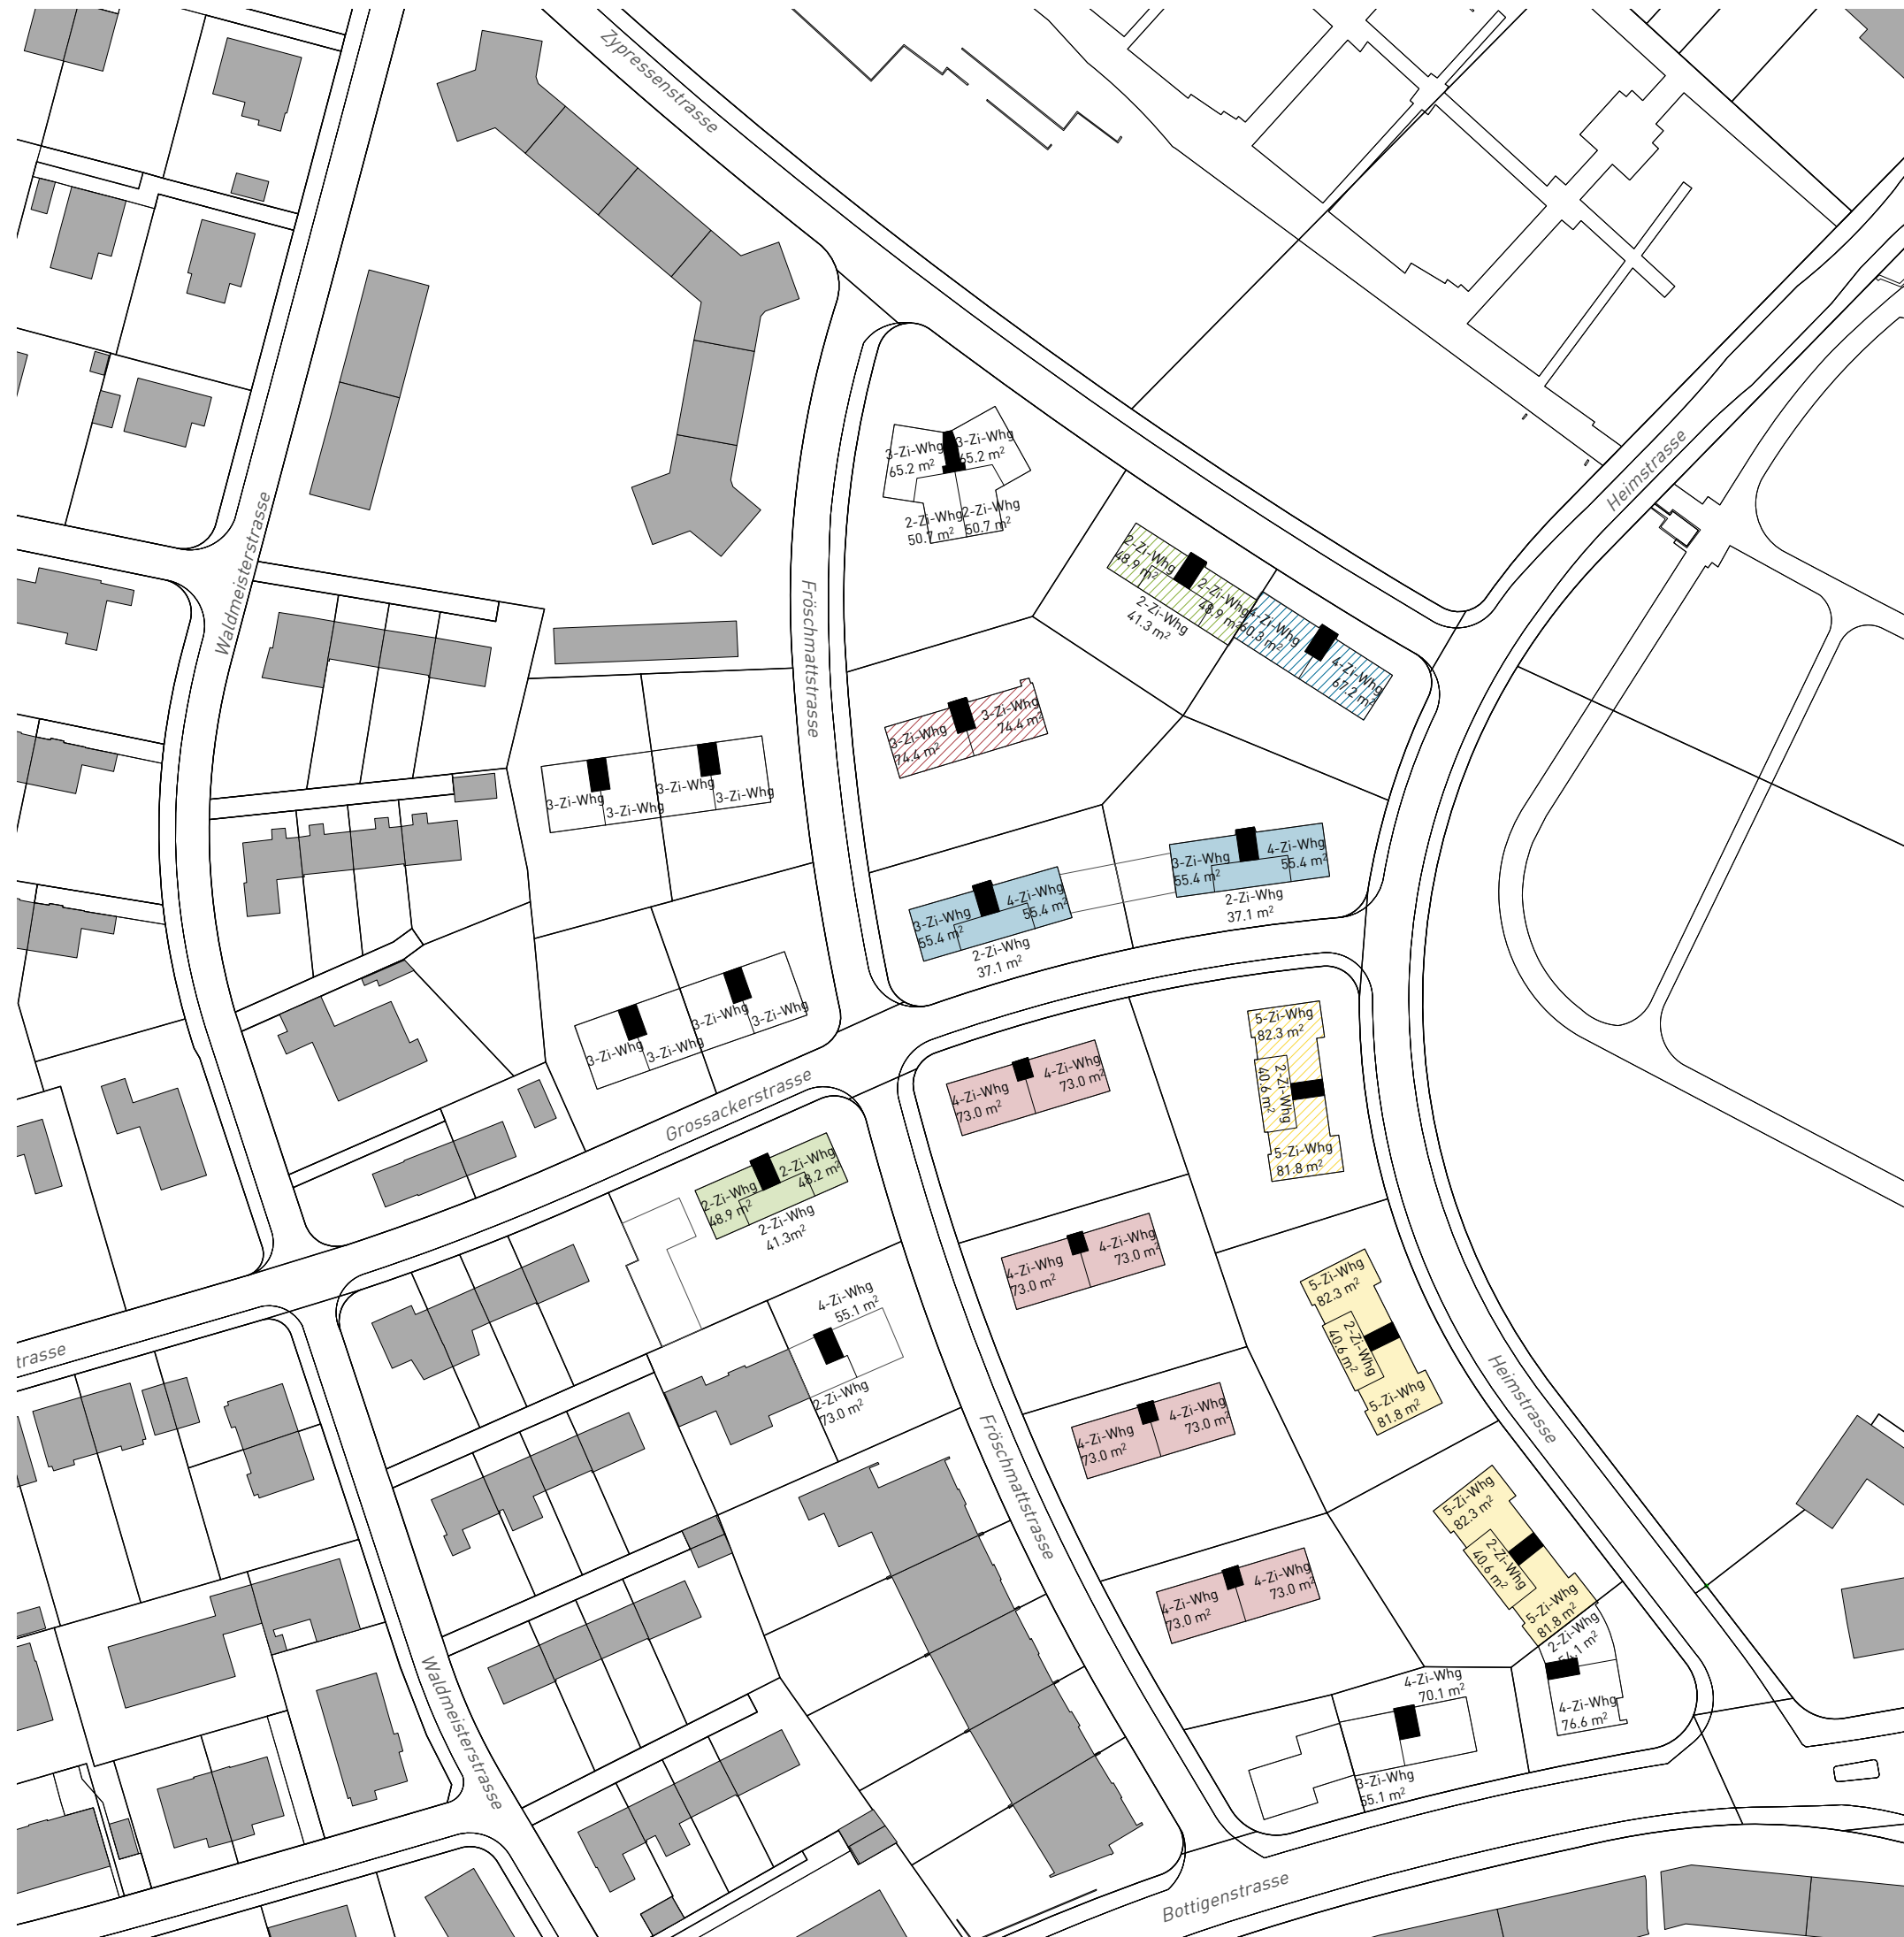 Zypressenstrasse
Heimstrasse
Waldmeisterstrasse
Fröschmattstrasse
3-Zi-Whg
65.2 m²
3-Zi-Whg
65.2 m²
2-Zi-Whg
50.7 m²
2-Zi-Whg
50.7 m²
2-Zi-Whg
48.9 m²
2-Zi-Whg
48.9 m²
2-Zi-Whg
41.3 m²
4-Zi-Whg
4-Zi-Whg
67.2 m²
3-Zi-Whg
74.4 m²
3-Zi-Whg
74.4 m²
3-Zi-Whg
3-Zi-Whg
3-Zi-Whg
3-Zi-Whg
3-Zi-Whg
55.4 m²
4-Zi-Whg
55.4 m²
2-Zi-Whg
37.1 m²
3-Zi-Whg
55.4 m²
4-Zi-Whg
55.4 m²
2-Zi-Whg
37.1 m²
3-Zi-Whg
3-Zi-Whg
3-Zi-Whg
3-Zi-Whg
Grossackerstrasse
4-Zi-Whg
73.0 m²
4-Zi-Whg
73.0 m²
5-Zi-Whg
82.3 m²
2-Zi-Whg
40.6 m²
5-Zi-Whg
81.8 m²
2-Zi-Whg
48.9 m²
2-Zi-Whg
48.2 m²
2-Zi-Whg
41.3m²
4-Zi-Whg
73.0 m²
4-Zi-Whg
73.0 m²
5-Zi-Whg
82.3 m²
2-Zi-Whg
40.6 m²
5-Zi-Whg
81.8 m²
4-Zi-Whg
55.1 m²
2-Zi-Whg
73.0 m²
trasse
Heimstrasse
Fröschmattstrasse
4-Zi-Whg
73.0 m²
4-Zi-Whg
73.0 m²
5-Zi-Whg
82.3 m²
2-Zi-Whg
40.6 m²
5-Zi-Whg
81.8 m²
4-Zi-Whg
73.0 m²
4-Zi-Whg
73.0 m²
2-Zi-Whg
4-Zi-Whg
76.6 m²
4-Zi-Whg
70.1 m²
3-Zi-Whg
55.1 m²
Waldmeisterstrasse
Bottigenstrasse